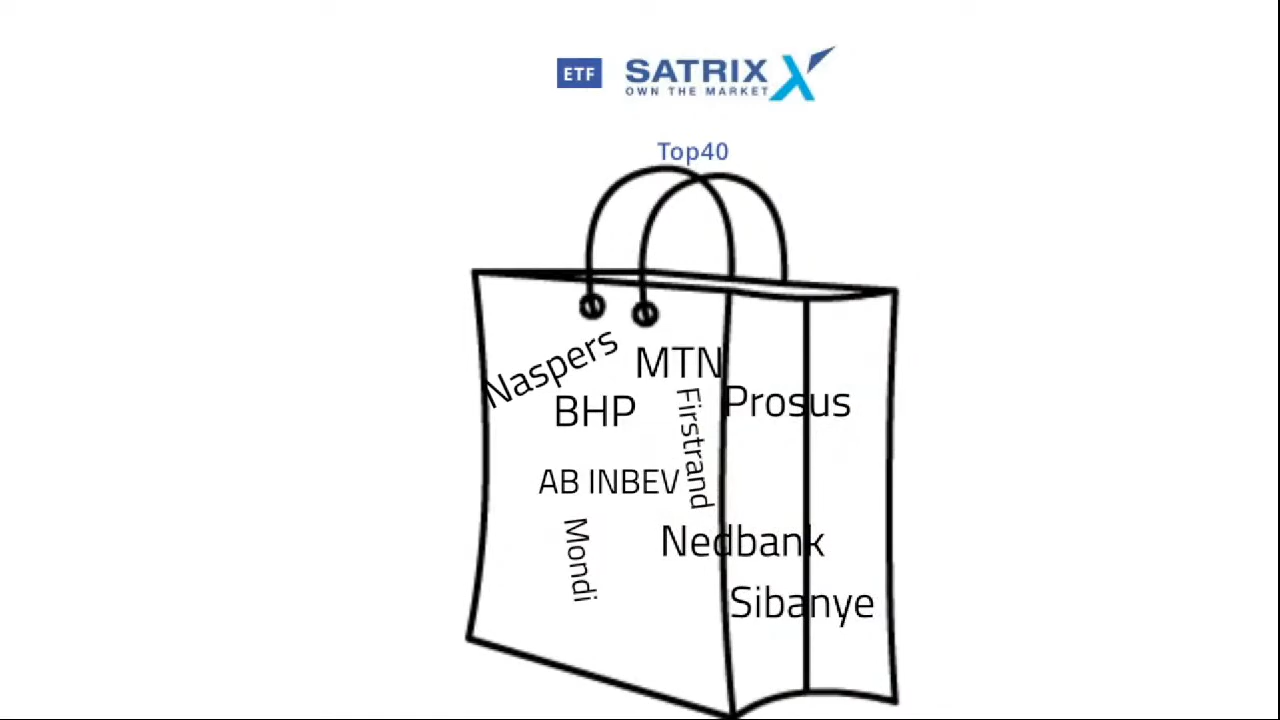 ETF
SATRIX
OWN THE MARKET
Top40
Naspers
MTN
BHP
Firstrand
Prosus
AB INBEV
Mondi
Nedbank
Sibanye